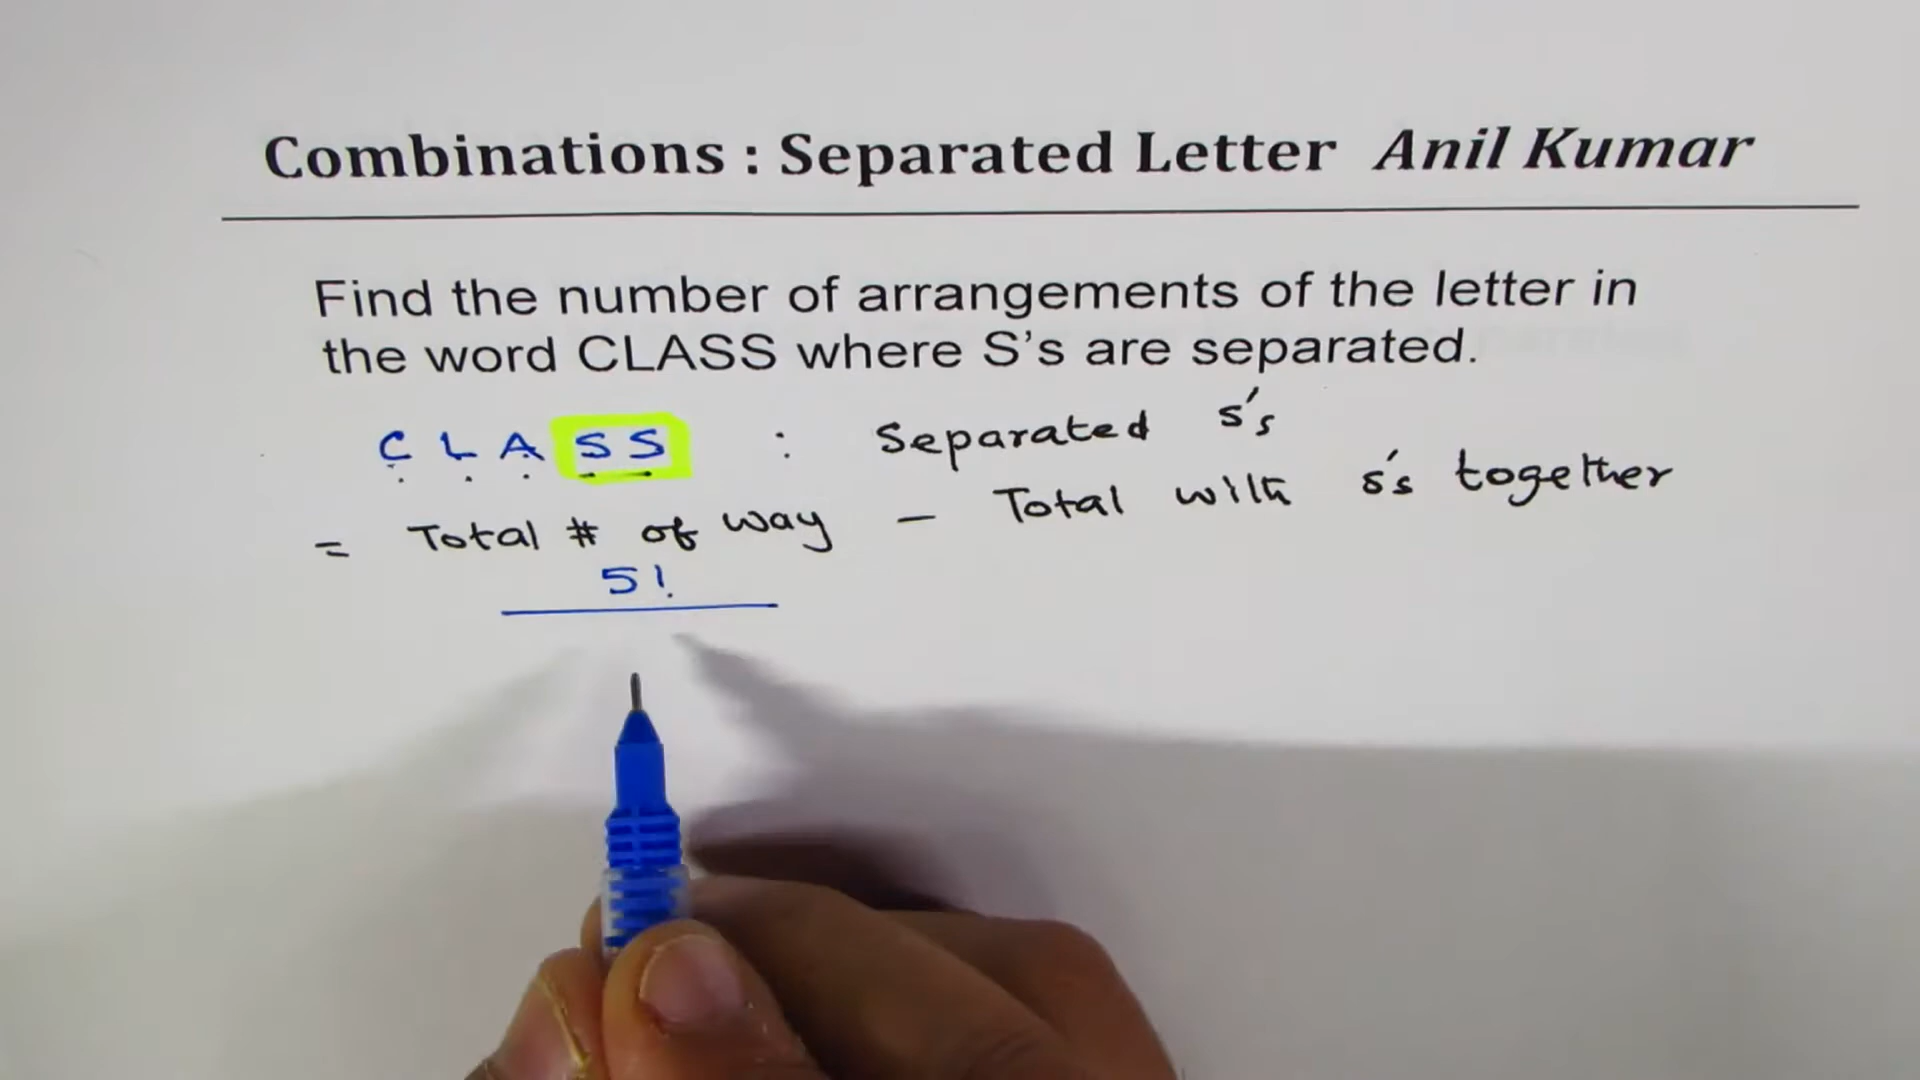 Combinations : Separated Letter Anil Kumar
Find the number of arrangements of the letter in
the word CLASS where S's are separated.
C L A S S : Separated s's
= Total # of way - Total with s's together
5!